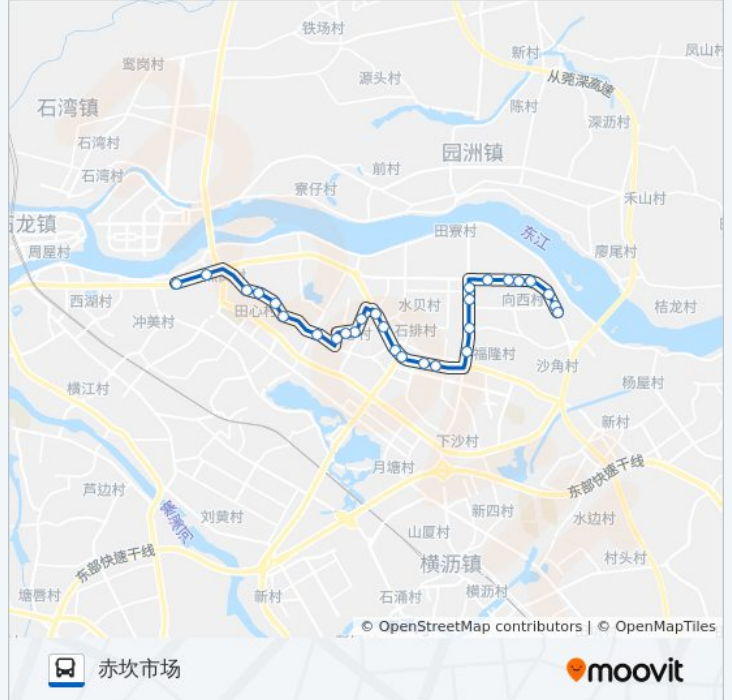 铁场村
新村
凤山村
鸾岗村
源头村
从莞深高速
石湾镇
陈村
深沥村
石湾村
园洲镇
前村
石湾村
寮仔村
禾山村
石龙镇
田寮村
东江
周屋村
廖尾村
西湖村
水贝村
向西村
桔龙村
田心村
冲美村
石排村
福隆村
沙角村
横江村
杨屋村
新村
下沙村
月塘村
东部快速干线
芦边村
寒溪河
刘黄村
新四村
水边村
山厦村
东部快速干线
横沥镇
村头村
塘唇村
新村
石涌村
横沥村
© OpenStreetMap contributors | © OpenMapTiles
赤坎市场
moovit